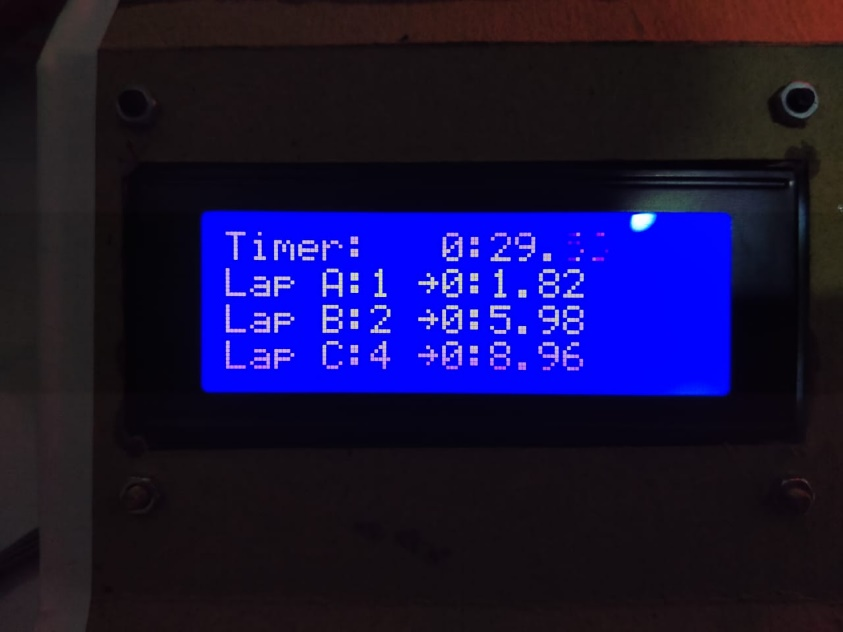 Timer: 0:29.
Lap A:1 →0:1.82
Lap B:2 →0:5.98
Lap C:4 →0:8.96